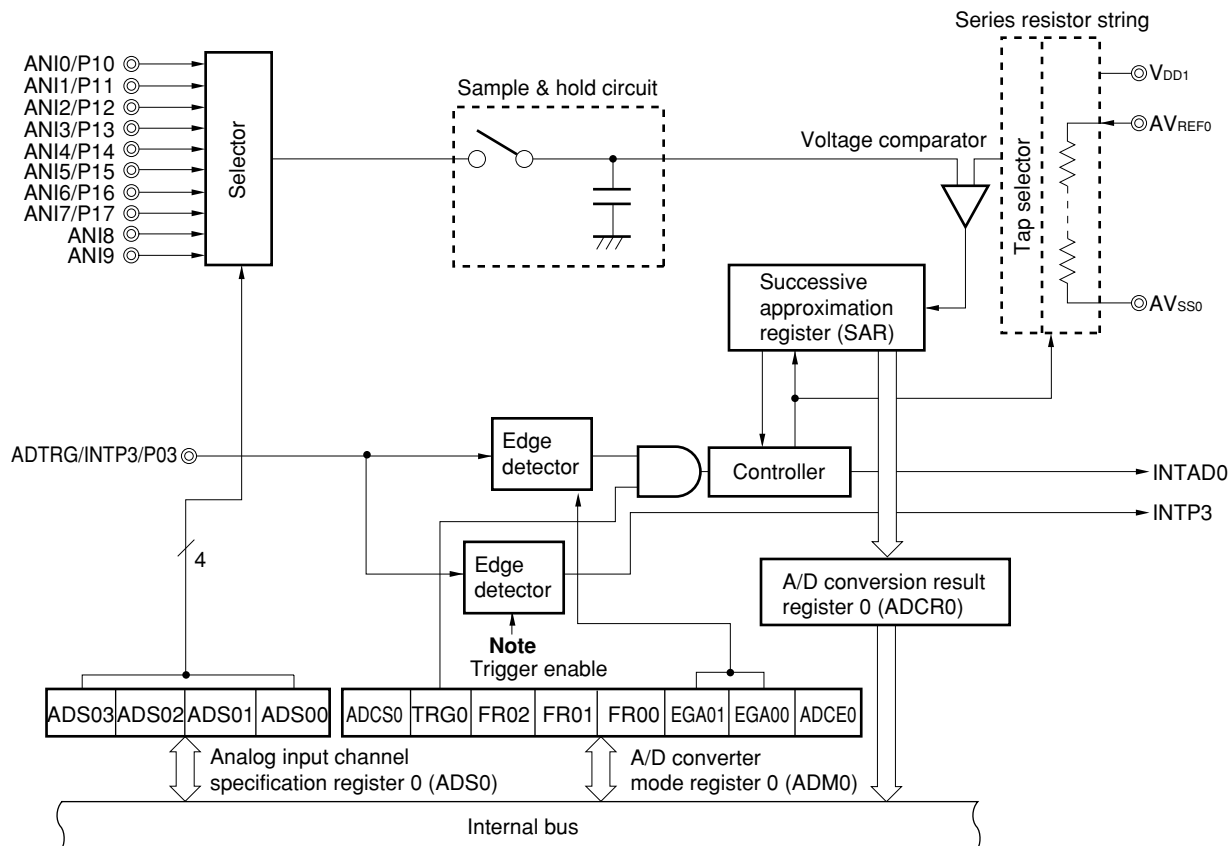 Series resistor string
ANI0/P10
ANI1/P11
ANI2/P12
ANI3/P13
ANI4/P14
ANI5/P15
ANI6/P16
ANI7/P17
ANI8
ANI9
Selector
Sample & hold circuit
Voltage comparator
Tap selector
VDD1
AVREF0
AVSS0
Successive
approximation
register (SAR)
ADTRG/INTP3/P03
Edge
detector
Controller
INTAD0
INTP3
4
Edge
detector
A/D conversion result
register 0 (ADCR0)
Note
Trigger enable
ADS03 ADS02 ADS01 ADS00
ADCS0 TRG0 FR02 FR01 FR00 EGA01 EGA00 ADCE0
Analog input channel
specification register 0 (ADS0)
A/D converter
mode register 0 (ADM0)
Internal bus